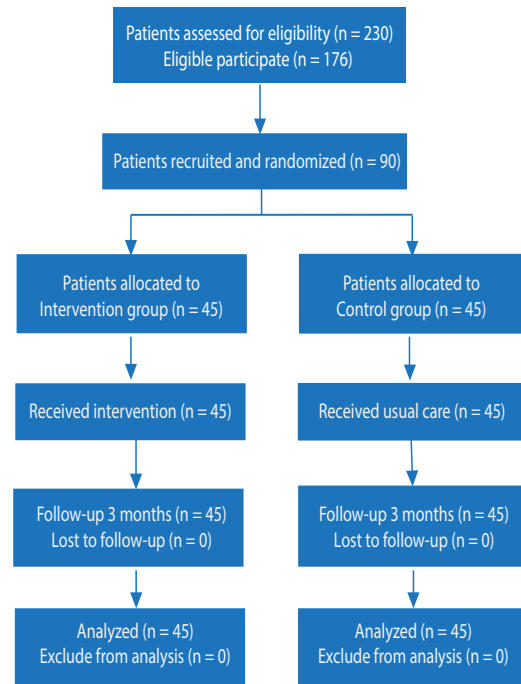 Patients assessed for eligibility (n = 230)
Eligible participate (n = 176)
Patients recruited and randomized (n = 90)
Patients allocated to
Intervention group (n = 45)
Patients allocated to
Control group (n = 45)
Received intervention (n = 45)
Received usual care (n = 45)
Follow-up 3 months (n = 45)
Lost to follow-up (n = 0)
Follow-up 3 months (n = 45)
Lost to follow-up (n = 0)
Analyzed (n = 45)
Exclude from analysis (n = 0)
Analyzed (n = 45)
Exclude from analysis (n = 0)